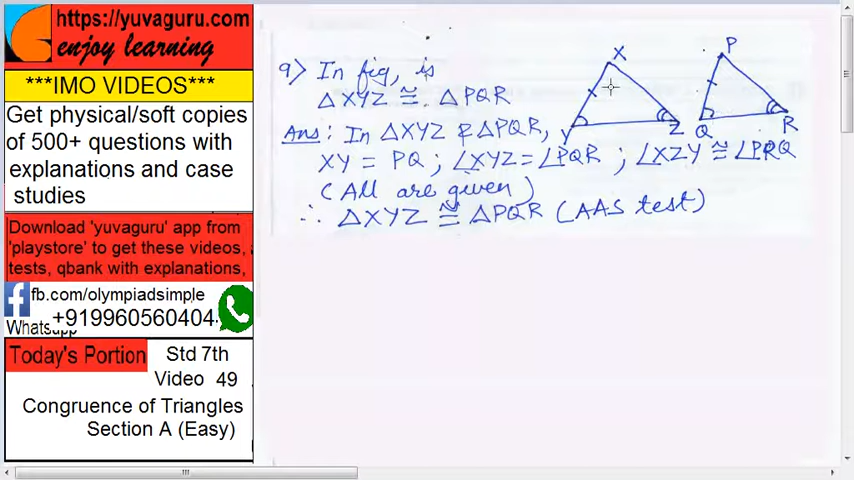 https://yuvaguru.com
enjoy learning
***IMO VIDEOS***
Get physical/soft copies
of 500+ questions with
explanations and case
studies
Download 'yuvaguru' app from
'playstore' to get these videos,
tests, qbank with explanations,
fb.com/olympiadsimple
Whatsapp +919960560404
Today's Portion
Std 7th
Video 49
Congruence of Triangles
Section A (Easy)
9) In fig, is
△XYZ ≅ △PQR
Ans: In △XYZ & △PQR,
XY = PQ ; ∠XYZ = ∠PQR ; ∠XZY ≅ ∠PRQ
(All are given)
∴ △XYZ ≅ △PQR (AAS test)
X
Y
Z
P
Q
R